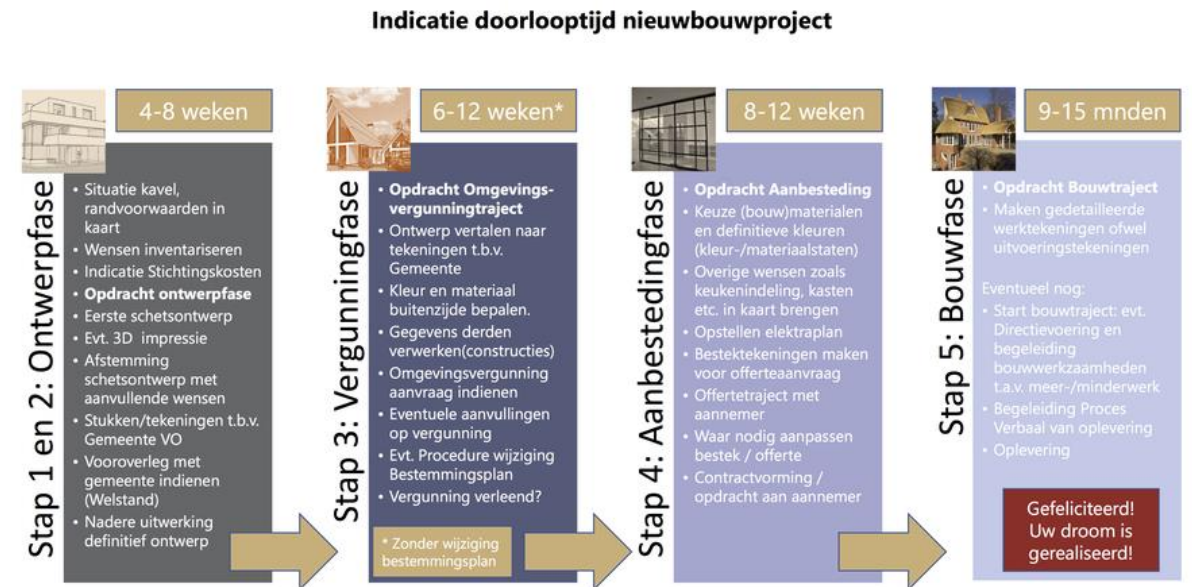 Indicatie doorlooptijd nieuwbouwproject
Stap 1 en 2: Ontwerpfase
4-8 weken
• Situatie kavel,
randvoorwaarden in
kaart
• Wensen inventariseren
• Indicatie Stichtingskosten
• Opdracht ontwerpfase
• Eerste schetsontwerp
• Evt. 3D impressie
• Afstemming
schetsontwerp met
aanvullende wensen
• Stukken/tekeningen t.b.v.
Gemeente VO
• Vooroverleg met
gemeente indienen
(Welstand)
• Nadere uitwerking
definitief ontwerp
Stap 3: Vergunningfase
6-12 weken*
• Opdracht Omgevings-
vergunningtraject
• Ontwerp vertalen naar
tekeningen t.b.v.
Gemeente
• Kleur en materiaal
buitenzijde bepalen.
• Gegevens derden
verwerken(constructies)
• Omgevingsvergunning
aanvraag indienen
• Eventuele aanvullingen
op vergunning
• Evt. Procedure wijziging
Bestemmingsplan
• Vergunning verleend?
* Zonder wijziging
bestemmingsplan
Stap 4: Aanbestedingfase
8-12 weken
• Opdracht Aanbesteding
• Keuze (bouw)materialen
en definitieve kleuren
(kleur-/materiaalstaten)
• Overige wensen zoals
keukenindeling, kasten
etc. in kaart brengen
• Opstellen elektraplan
• Bestektekeningen maken
voor offerteaanvraag
• Offertetraject met
aannemer
• Waar nodig aanpassen
bestek / offerte
• Contractvorming /
opdracht aan aannemer
Stap 5: Bouwfase
9-15 mnden
• Opdracht Bouwtraject
• Maken gedetailleerde
werktekeningen ofwel
uitvoeringstekeningen
Eventueel nog:
• Start bouwtraject: evt.
Directievoering en
begeleiding
bouwwerkzaamheden
t.a.v. meer-/minderwerk
• Begeleiding Proces
Verbaal van oplevering
• Oplevering
Gefeliciteerd!
Uw droom is
gerealiseerd!